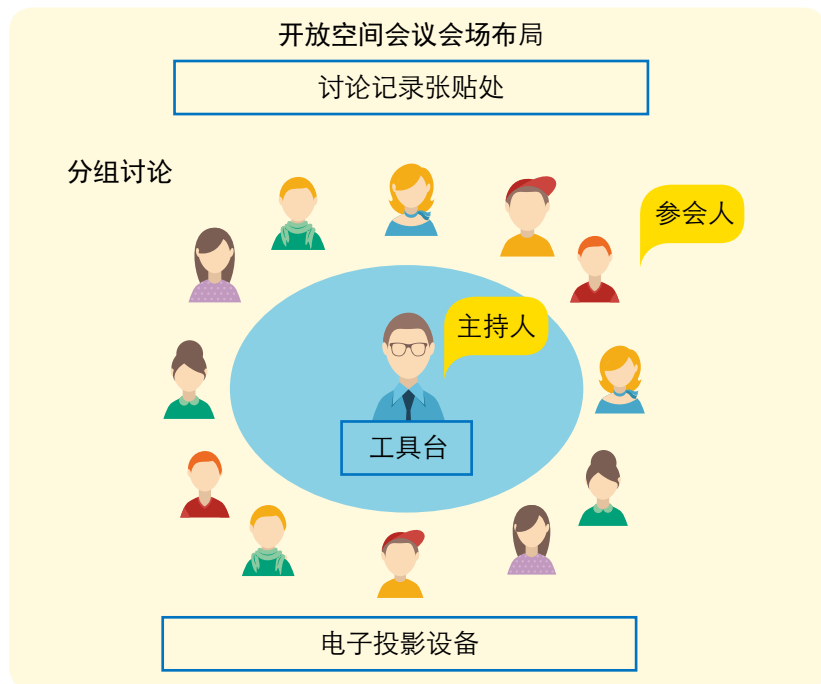 开放空间会议会场布局
讨论记录张贴处
分组讨论
参会人
主持人
工具台
电子投影设备